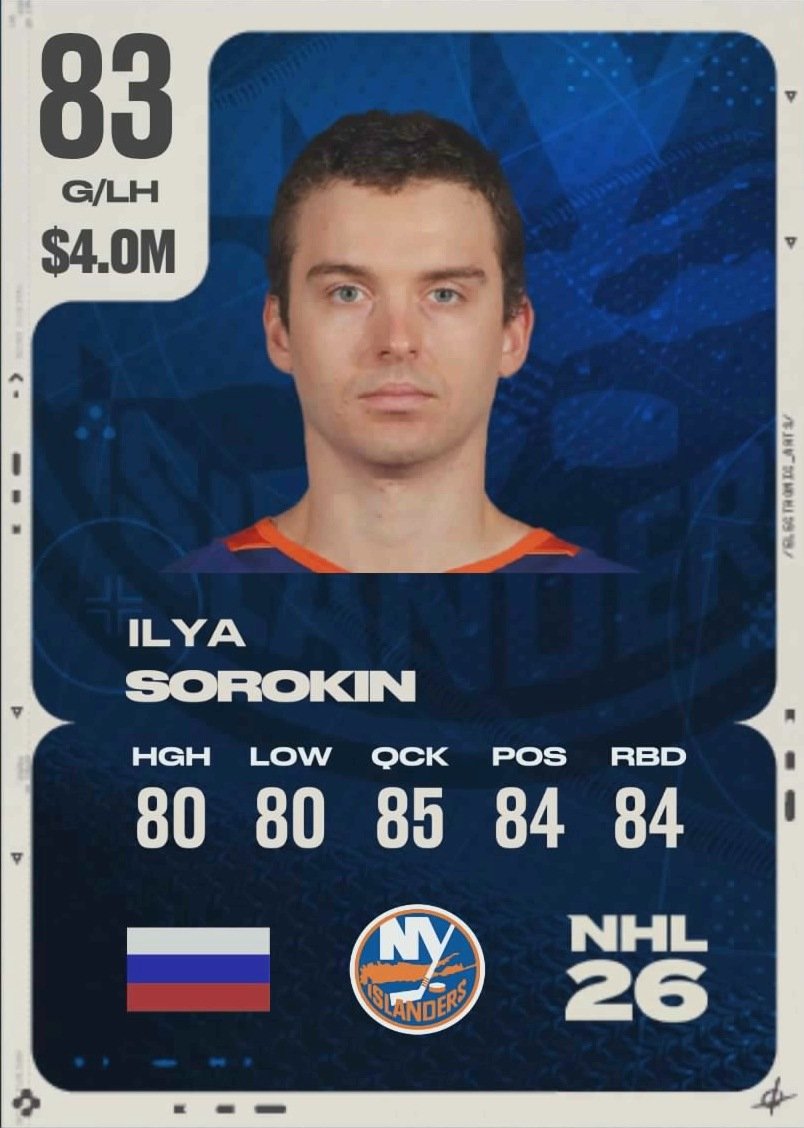 83
G/LH
$4.0M
ILYA
SOROKIN
HGH LOW QCK POS RBD
80 80 85 84 84
NY
ISLANDERS
NHL
26